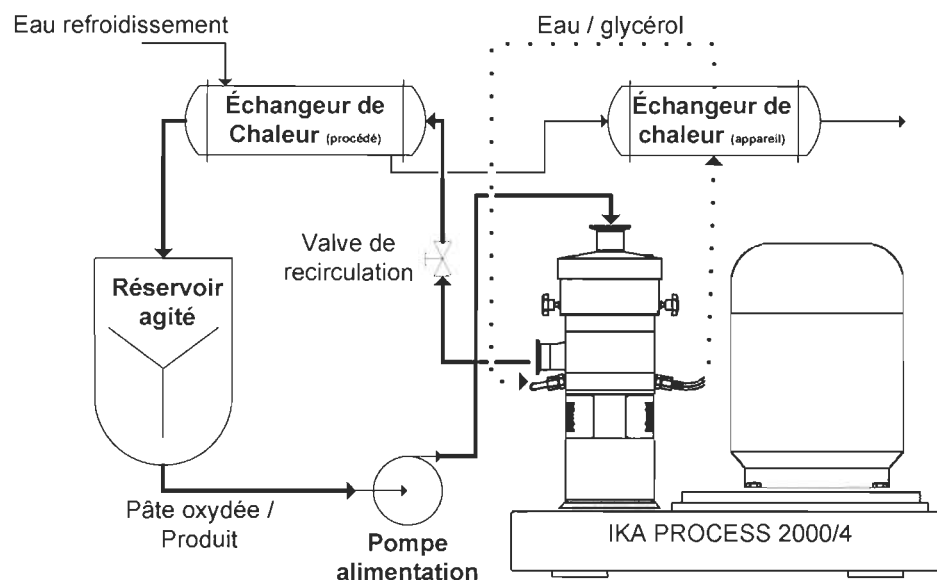 Eau refroidissement
Eau / glycérol
Échangeur de
Chaleur (procédé)
Échangeur de
chaleur (appareil)
Valve de
recirculation
Réservoir
agité
Pâte oxydée /
Produit
Pompe
alimentation
IKA PROCESS 2000/4